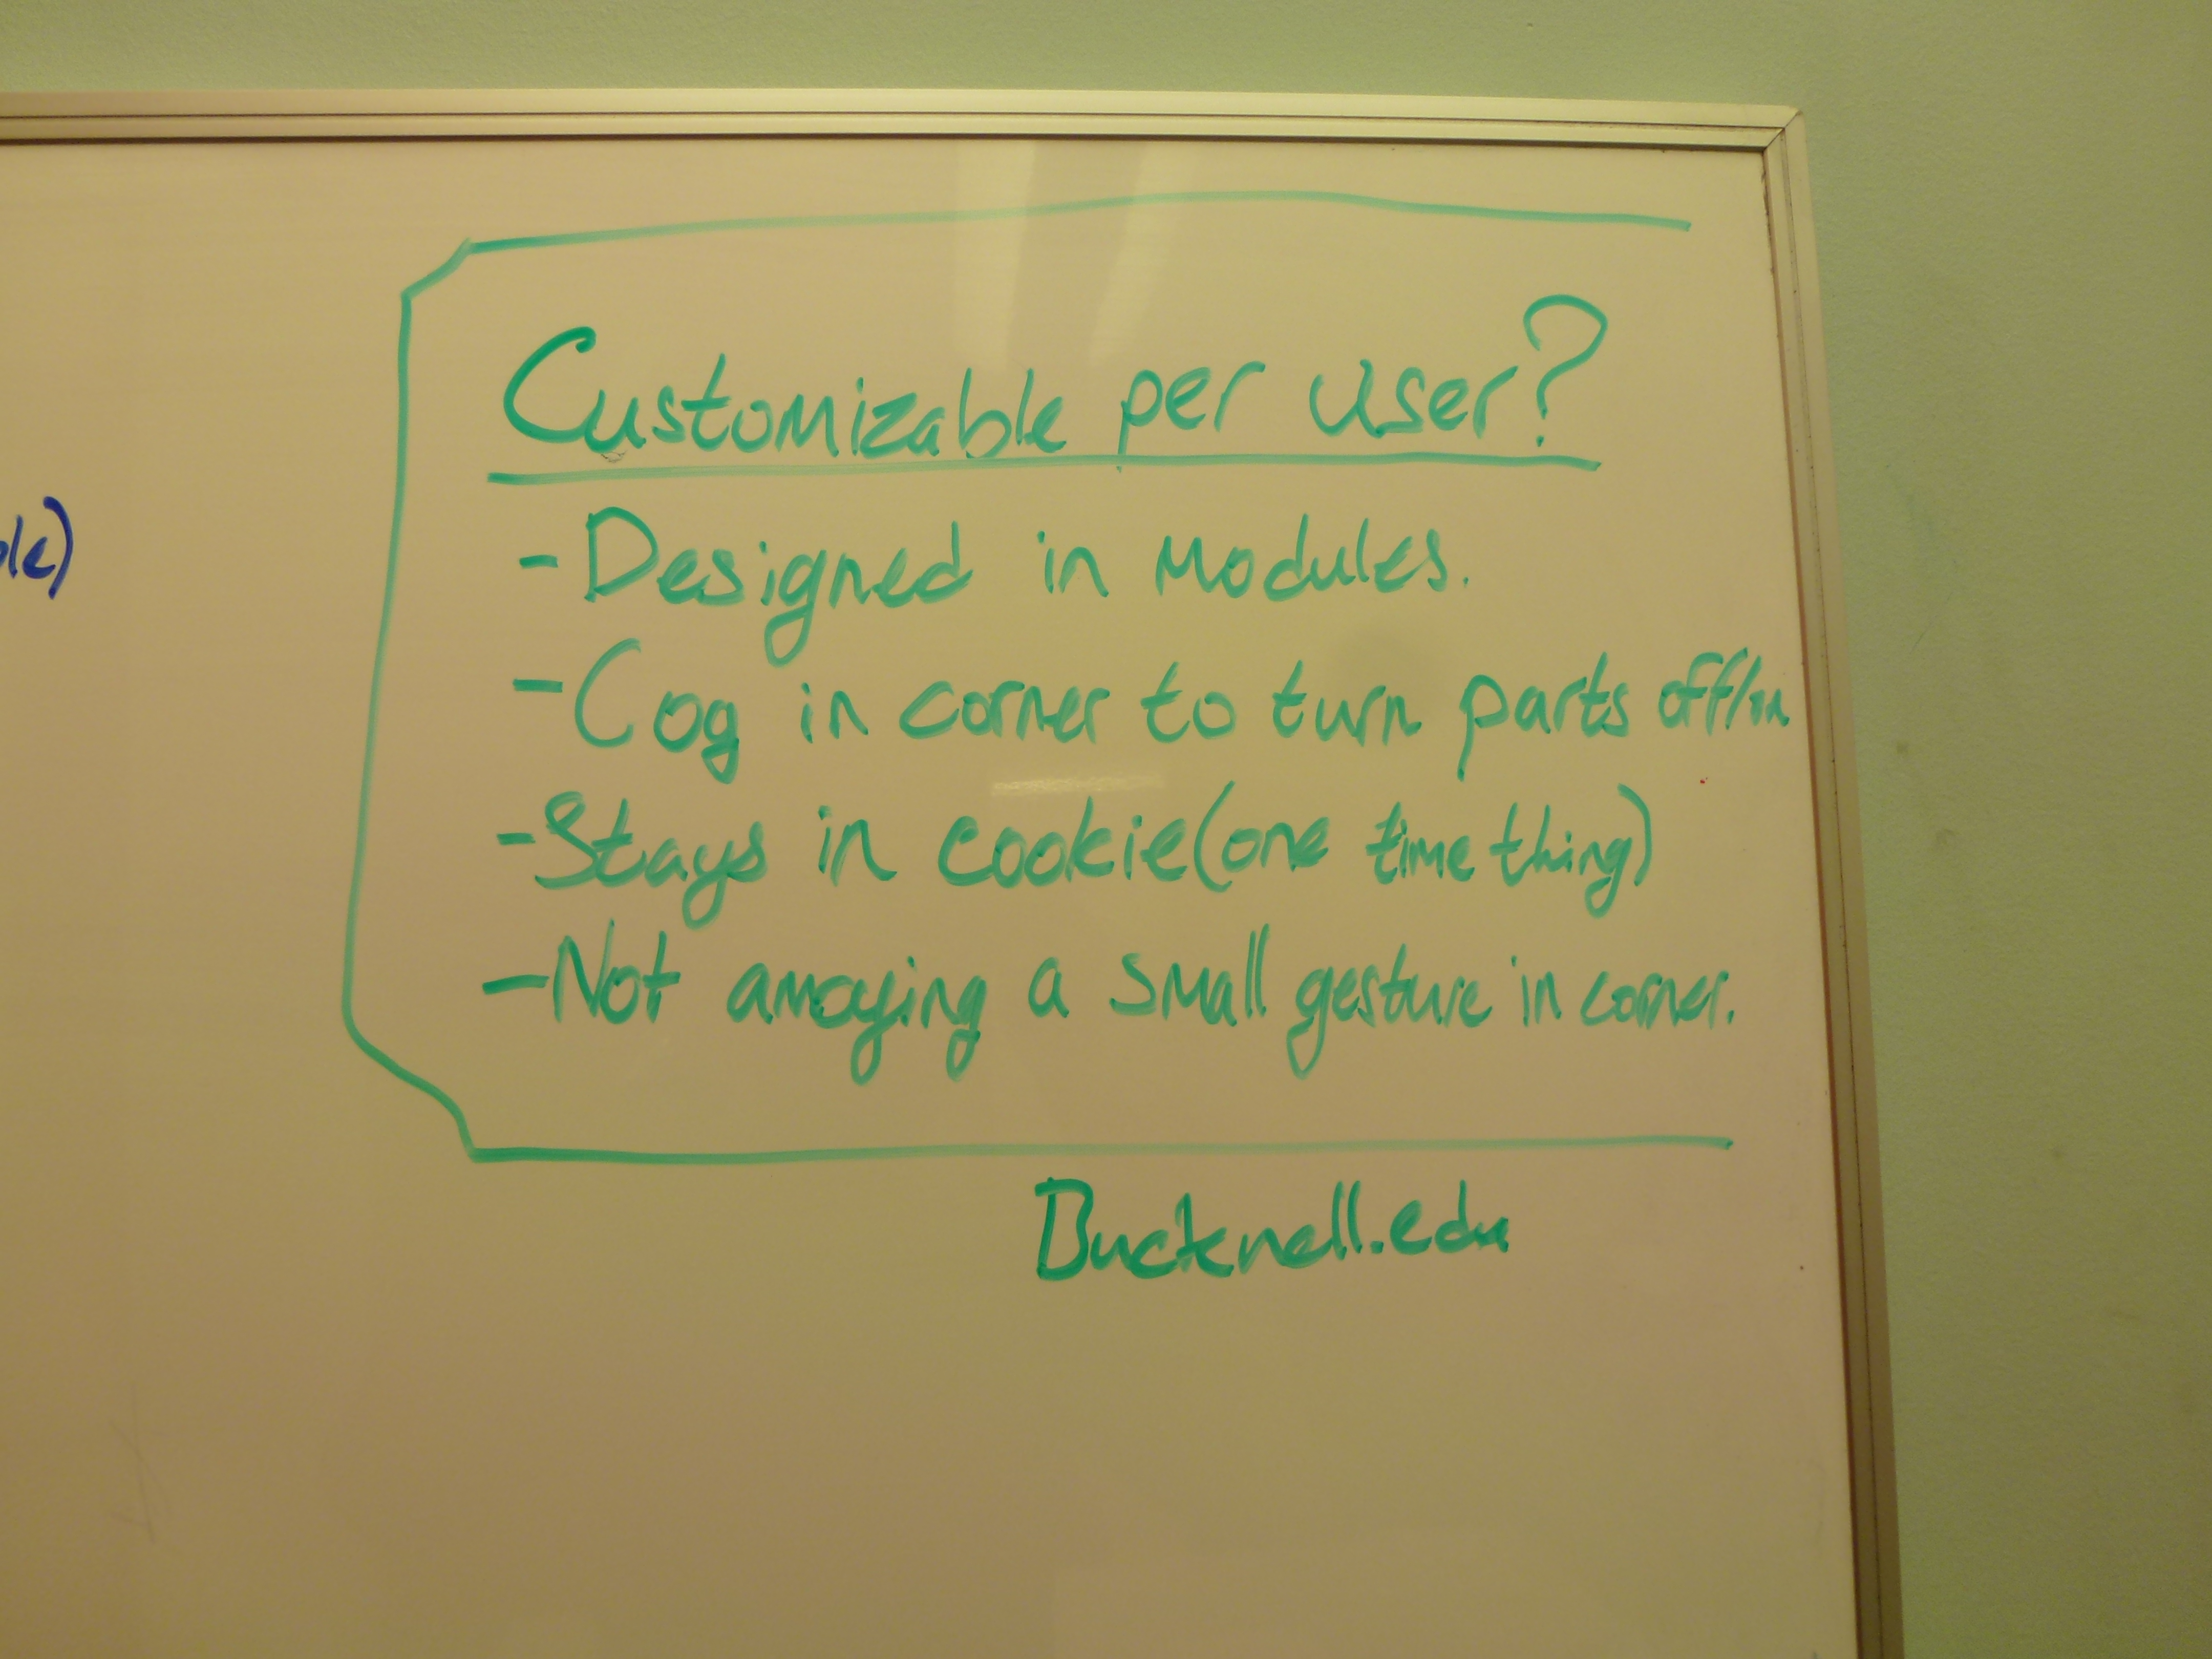 Customizable per user?
- Designed in Modules.
- Cog in corner to turn parts off/on
- Stays in cookie (one time thing)
- Not annoying a small gesture in corner.
Bucknell.edu